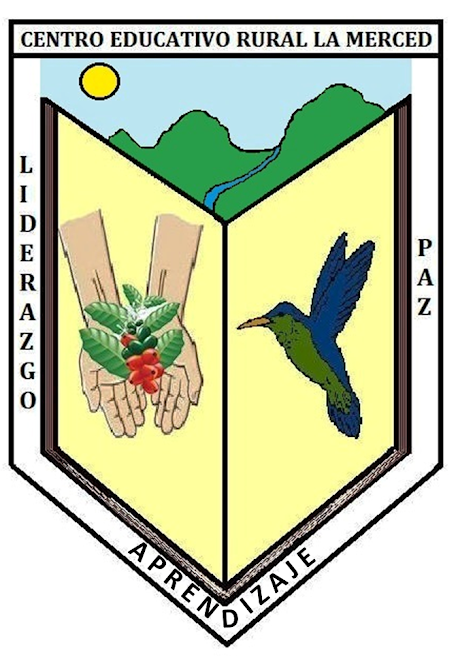 CENTRO EDUCATIVO RURAL LA MERCED
LIDERAZGO
PAZ
APRENDIZAJE